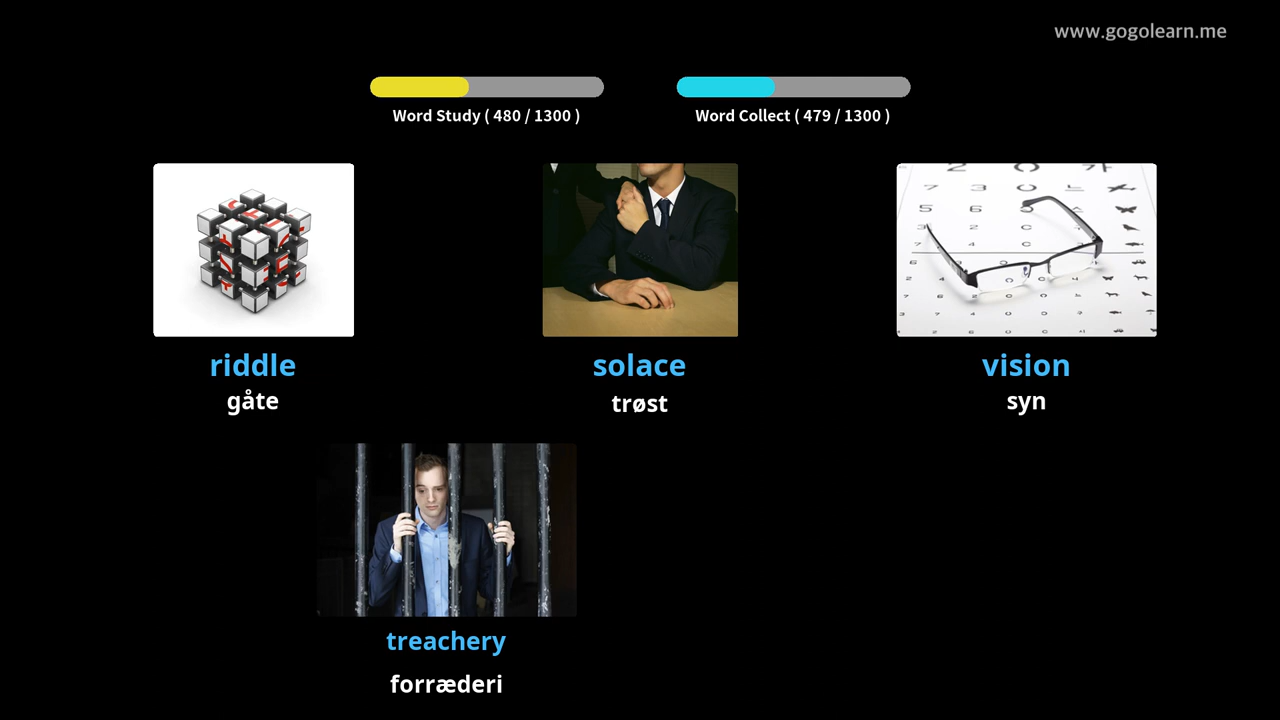 www.gogolearn.me
Word Study ( 480 / 1300 )
Word Collect ( 479 / 1300 )
riddle
gåte
solace
trøst
vision
syn
treachery
forræderi